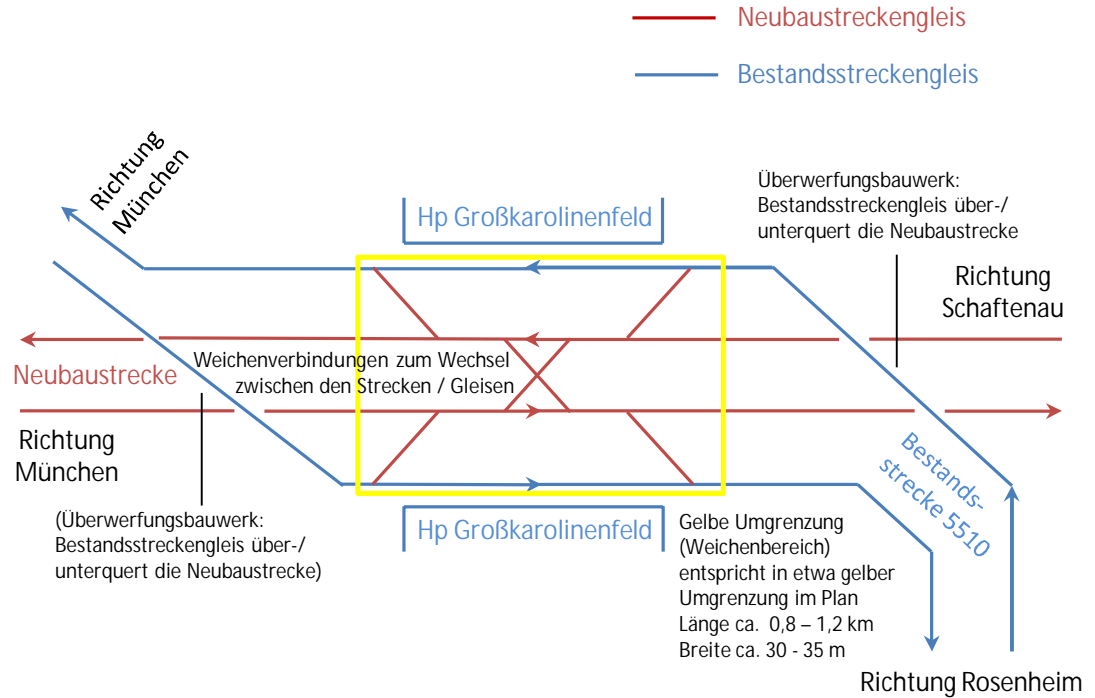 Neubaustreckengleis
Bestandsstreckengleis
Richtung
München
Hp Großkarolinenfeld
Überwerfungsbauwerk:
Bestandsstreckengleis über-/
unterquert die Neubaustrecke
Richtung
Schaftenau
Neubaustrecke
Weichenverbindungen zum Wechsel
zwischen den Strecken / Gleisen
Richtung
München
(Überwerfungsbauwerk:
Bestandsstreckengleis über-/
unterquert die Neubaustrecke)
Hp Großkarolinenfeld
Gelbe Umgrenzung
(Weichenbereich)
entspricht in etwa gelber
Umgrenzung im Plan
Länge ca. 0,8 – 1,2 km
Breite ca. 30 - 35 m
Bestands-
strecke 5510
Richtung Rosenheim